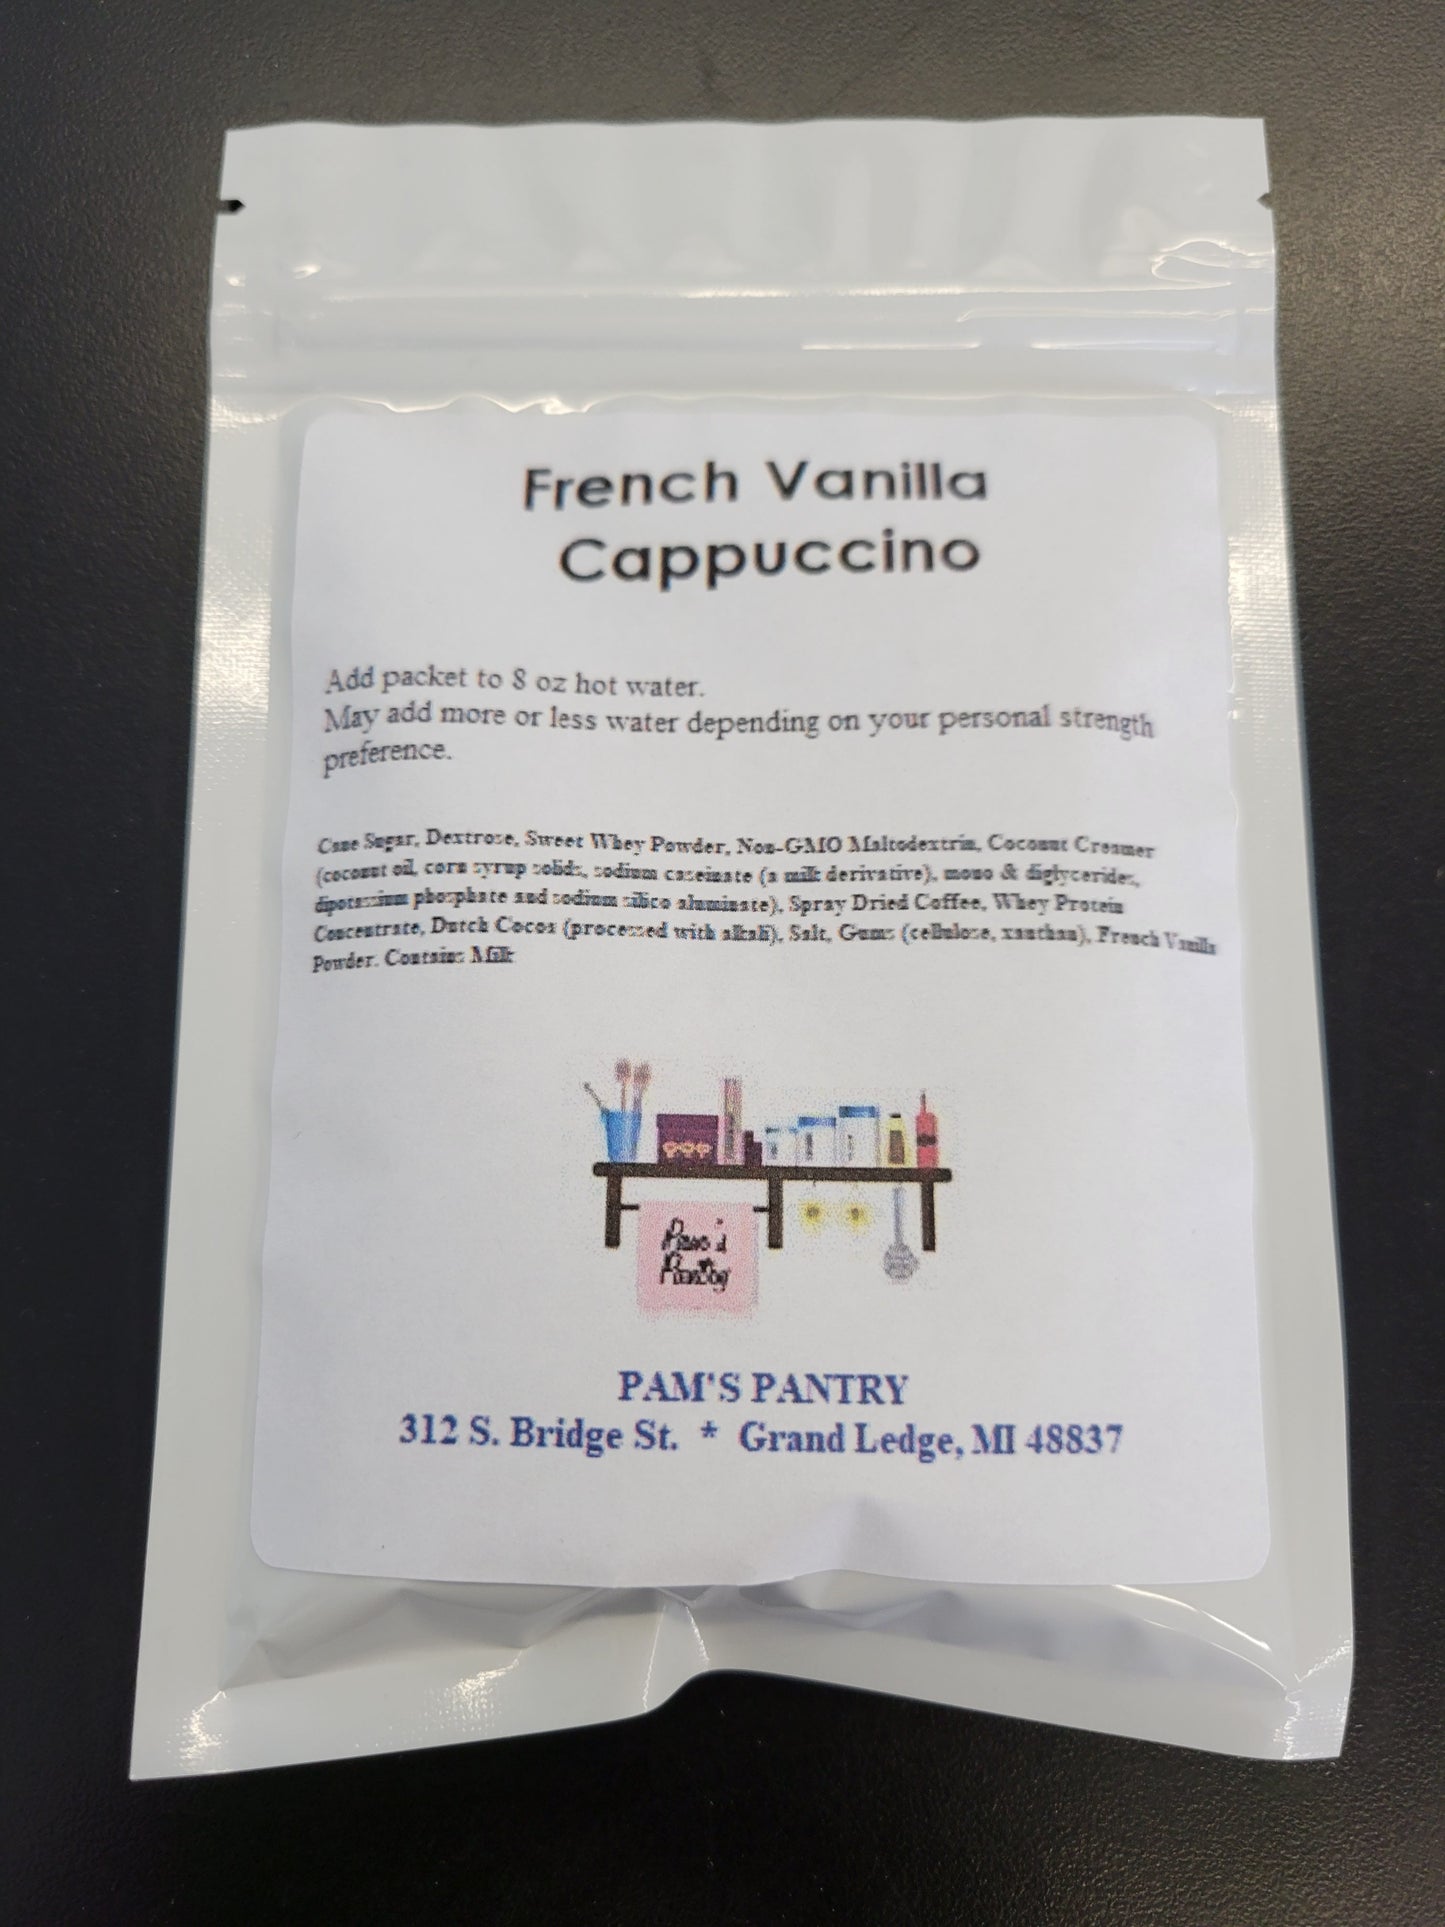 French Vanilla
Cappuccino
Add packet to 8 oz hot water.
May add more or less water depending on your personal strength
preference.
Cane Sugar, Dextrose, Sweet Whey Powder, Non-GMO Maltodextrin, Coconut Creamer
(coconut oil, corn syrup solids, sodium caseinate (a milk derivative), mono & diglycerides,
dipotassium phosphate and sodium silico aluminate), Spray Dried Coffee, Whey Protein
Concentrate, Dutch Cocoa (processed with alkali), Salt, Gums (cellulose, xanthan), French Vanilla
Powder. Contains Milk
Pam's
Pantry
PAM'S PANTRY
312 S. Bridge St. * Grand Ledge, MI 48837